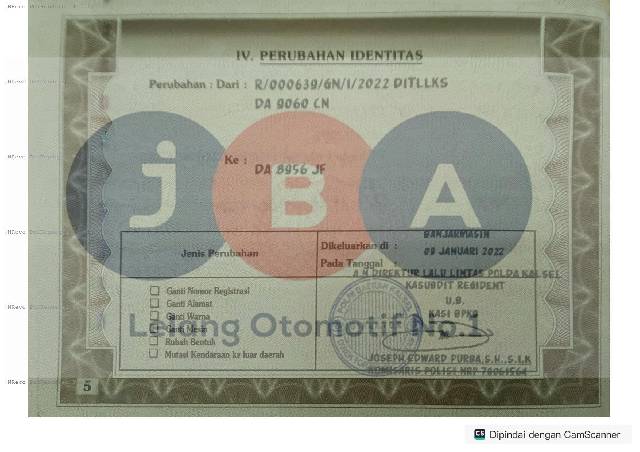 IV. PERUBAHAN IDENTITAS
Perubahan : Dari : R/000639/GN/I/2022 DITLLKS
DA 9060 CN
Ke :
DA 8956 JF
j B A
Jenis Perubahan
Dikeluarkan di : BANJARMASIN
Pada Tanggal : 09 JANUARI 2022
A.N DIREKTUR LALU LINTAS POLDA KALSEL
KASUBDIT REGIDENT
U.B.
KASI BPKB
Ganti Nomor Registrasi
Ganti Alamat
Ganti Warna
Ganti Mesin
Rubah Bentuk
Mutasi Kendaraan ke luar daerah
Lelang Otomotif No.1
JOSEPH EDWARD PURBA,S.H.,S.I.K
KOMISARIS POLISI NRP 78061564
5
CS Dipindai dengan CamScanner